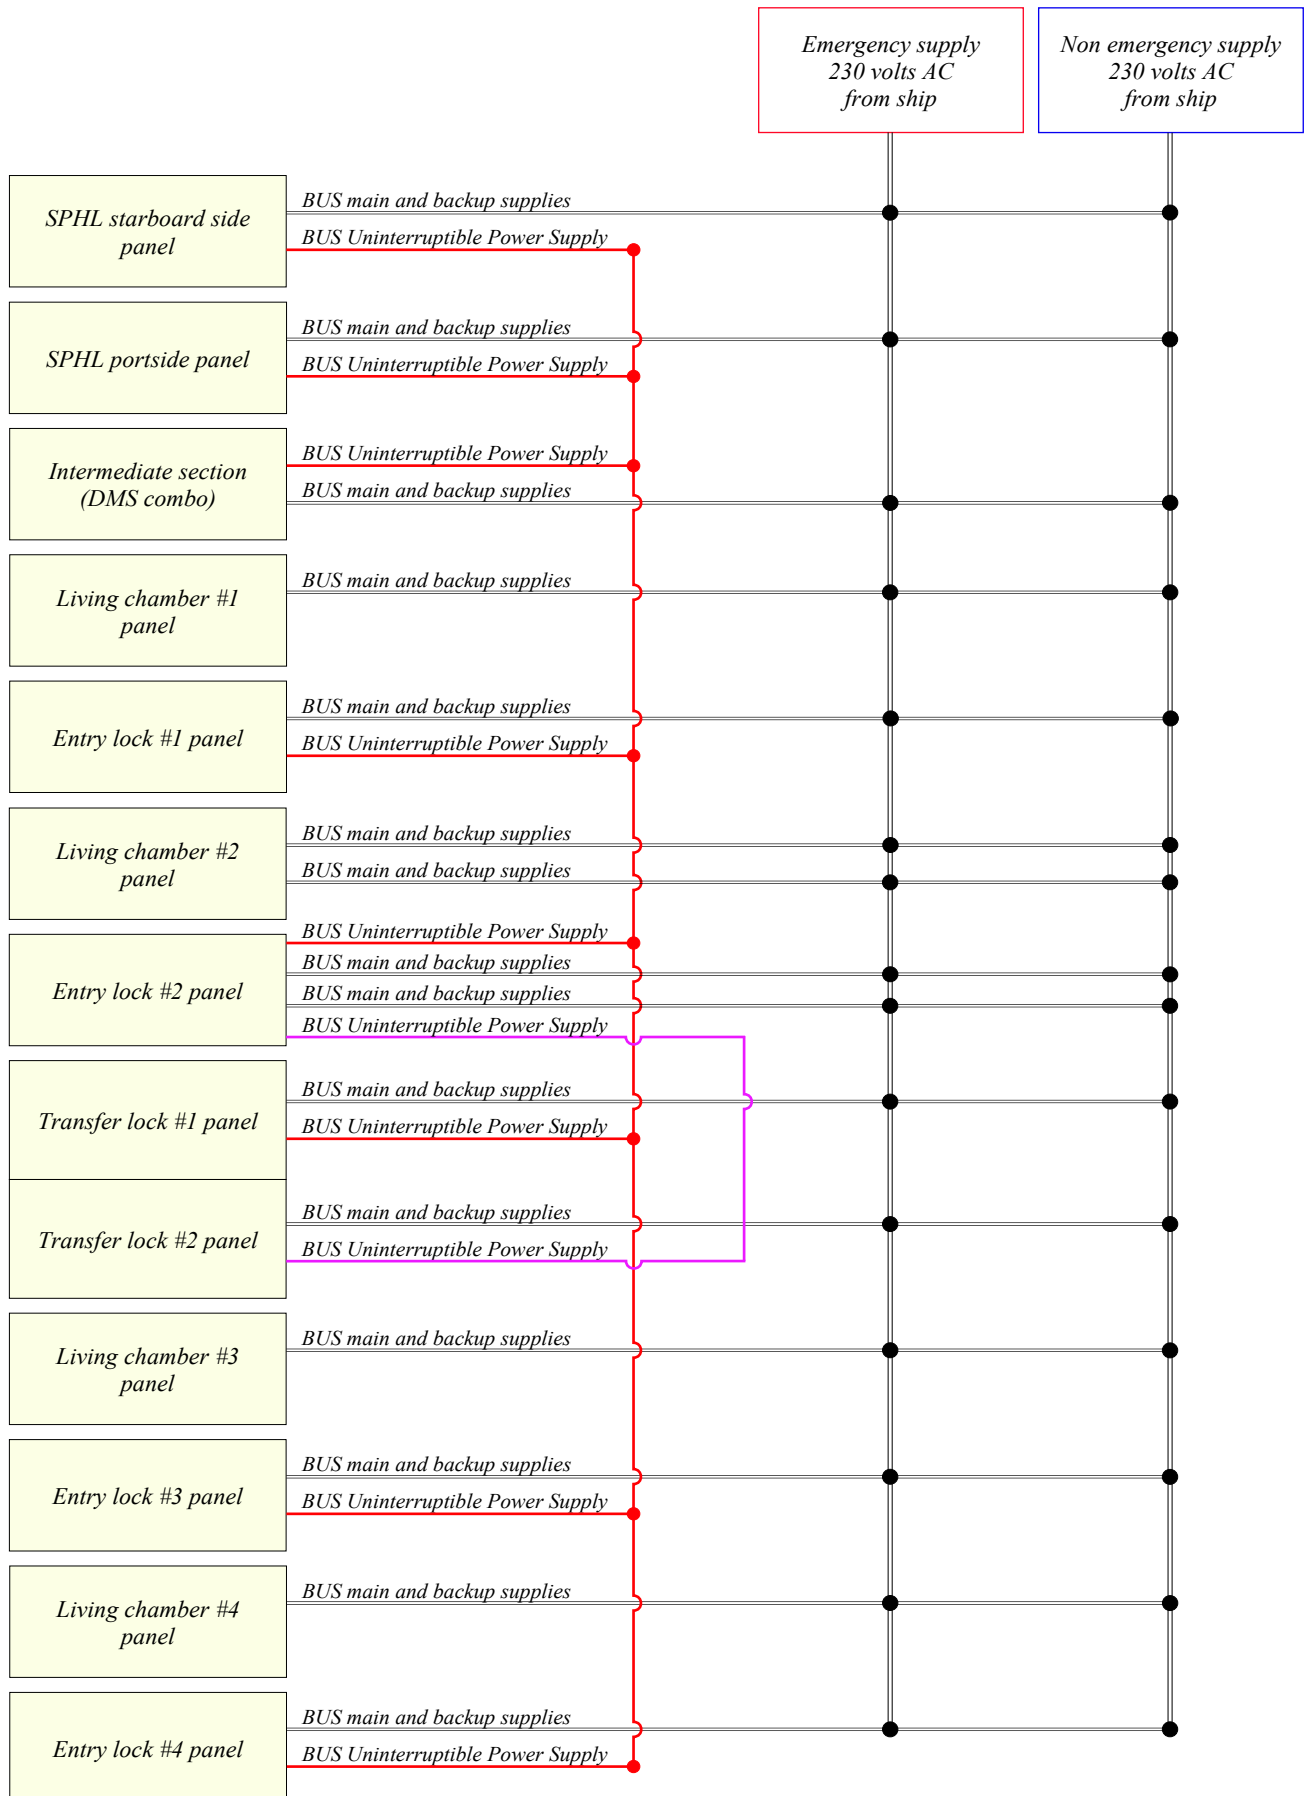 Emergency supply
230 volts AC
from ship
Non emergency supply
230 volts AC
from ship
SPHL starboard side
panel
BUS main and backup supplies
BUS Uninterruptible Power Supply
SPHL portside panel
BUS main and backup supplies
BUS Uninterruptible Power Supply
Intermediate section
(DMS combo)
BUS Uninterruptible Power Supply
BUS main and backup supplies
Living chamber #1
panel
BUS main and backup supplies
Entry lock #1 panel
BUS main and backup supplies
BUS Uninterruptible Power Supply
Living chamber #2
panel
BUS main and backup supplies
BUS main and backup supplies
Entry lock #2 panel
BUS Uninterruptible Power Supply
BUS main and backup supplies
BUS main and backup supplies
BUS Uninterruptible Power Supply
Transfer lock #1 panel
BUS main and backup supplies
BUS Uninterruptible Power Supply
Transfer lock #2 panel
BUS main and backup supplies
BUS Uninterruptible Power Supply
Living chamber #3
panel
BUS main and backup supplies
Entry lock #3 panel
BUS main and backup supplies
BUS Uninterruptible Power Supply
Living chamber #4
panel
BUS main and backup supplies
Entry lock #4 panel
BUS main and backup supplies
BUS Uninterruptible Power Supply